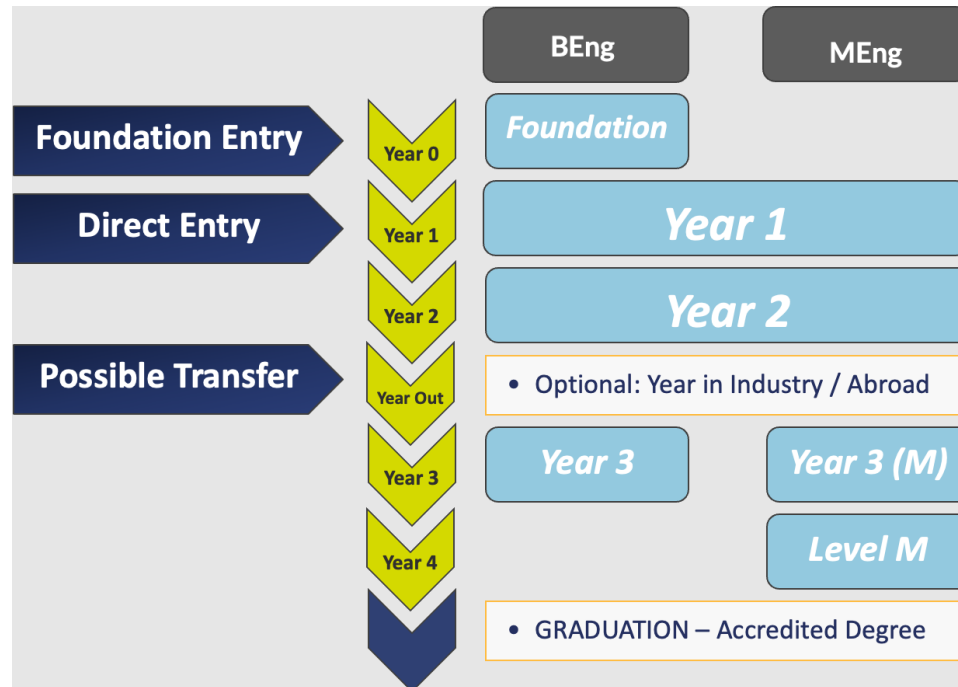 BEng
MEng
Foundation Entry
Year 0
Foundation
Direct Entry
Year 1
Year 1
Year 2
Year 2
Possible Transfer
Year Out
• Optional: Year in Industry / Abroad
Year 3
Year 3
Year 3 (M)
Year 4
Level M
• GRADUATION – Accredited Degree